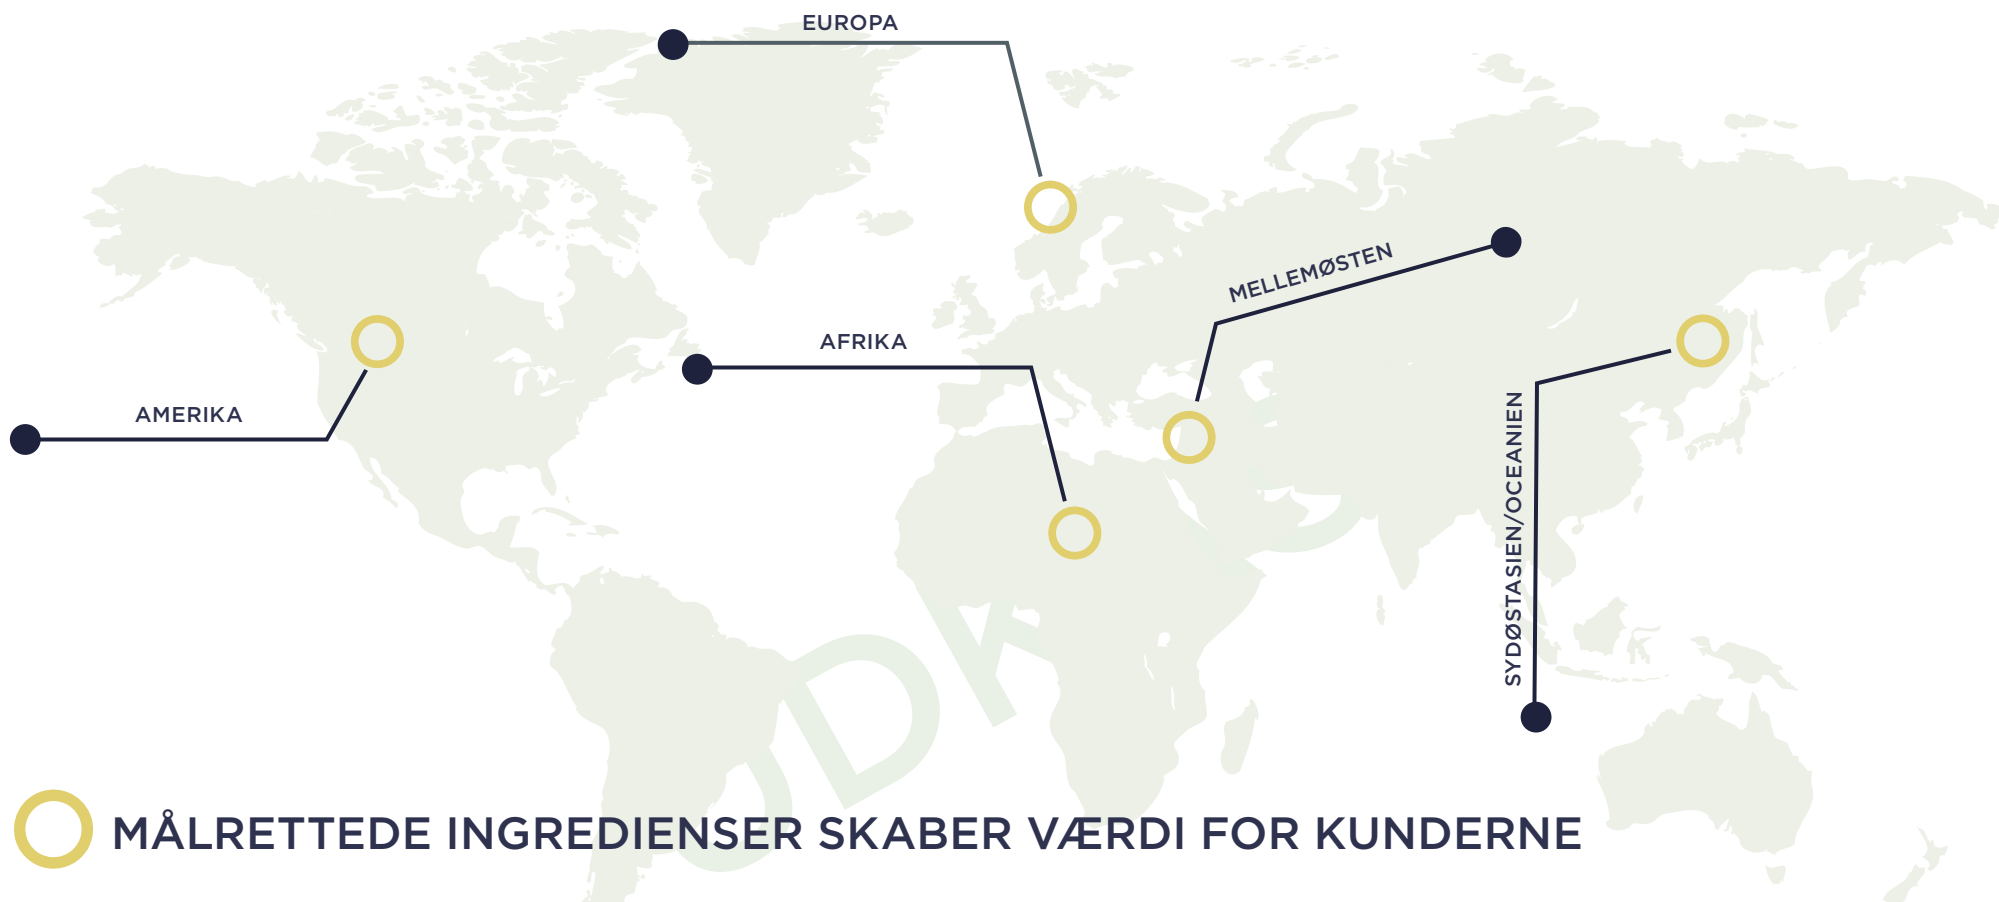 EUROPA
MELLEMØSTEN
AFRIKA
AMERIKA
SYDØSTASIEN/OCEANIEN
MÅLRETTEDE INGREDIENSER SKABER VÆRDI FOR KUNDERNE